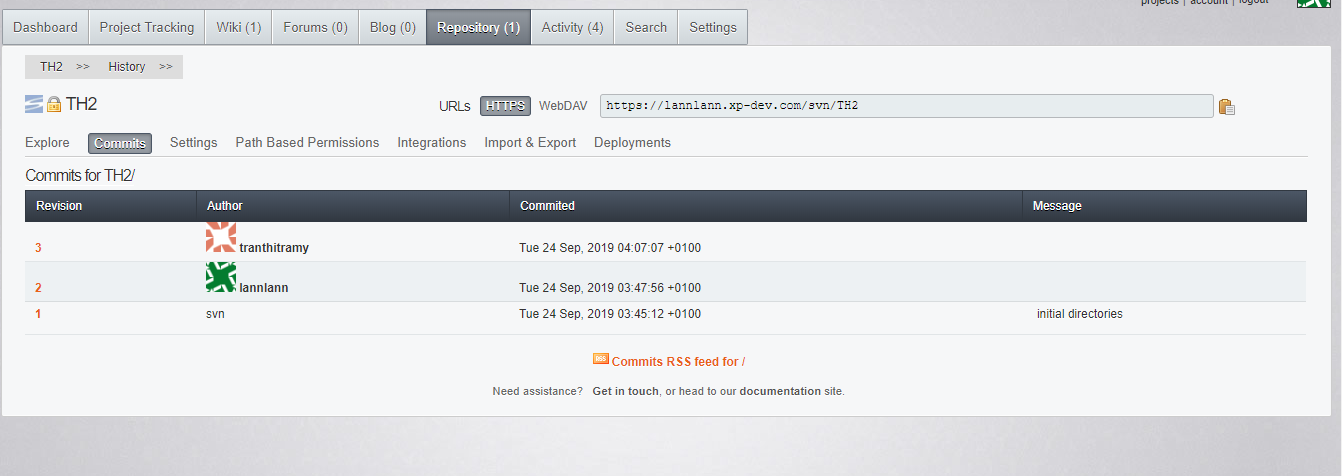 projects | account | logout
Dashboard Project Tracking Wiki (1) Forums (0) Blog (0) Repository (1) Activity (4) Search Settings
TH2 >> History >>
TH2 URLs HTTPS WebDAV https://lannlann.xp-dev.com/svn/TH2
Explore Commits Settings Path Based Permissions Integrations Import & Export Deployments
Commits for TH2/
Revision Author Commited Message
3 tranthitramy Tue 24 Sep, 2019 04:07:07 +0100
2 lannlann Tue 24 Sep, 2019 03:47:56 +0100
1 svn Tue 24 Sep, 2019 03:45:12 +0100 initial directories
RSS Commits RSS feed for /
Need assistance? Get in touch, or head to our documentation site.